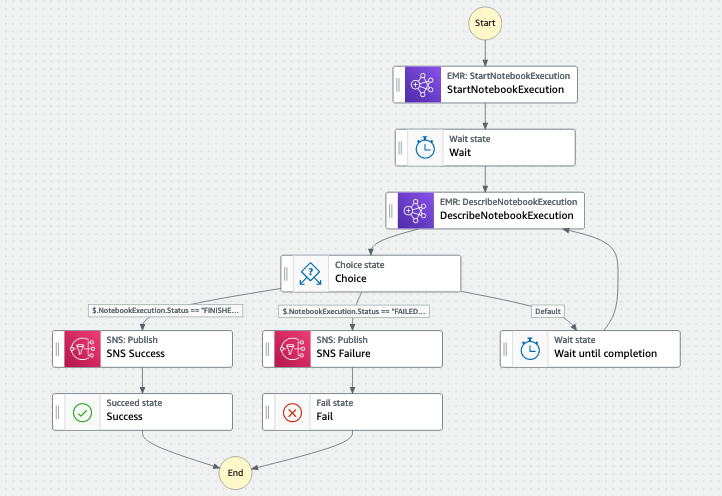 Start
EMR: StartNotebookExecution
StartNotebookExecution
Wait state
Wait
EMR: DescribeNotebookExecution
DescribeNotebookExecution
Choice state
Choice
$.NotebookExecution.Status == "FINISHE...
$.NotebookExecution.Status == "FAILED...
Default
SNS: Publish
SNS Success
SNS: Publish
SNS Failure
Wait state
Wait until completion
Succeed state
Success
Fail state
Fail
End